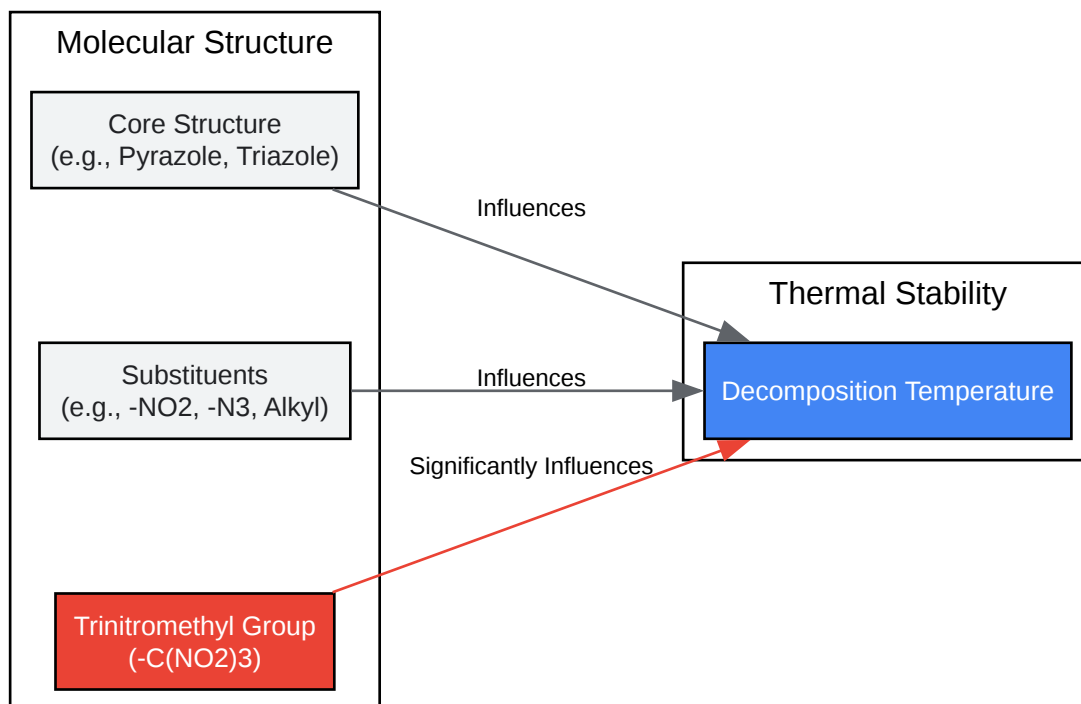 Molecular Structure
Core Structure
(e.g., Pyrazole, Triazole)
Influences
Thermal Stability
Substituents
(e.g., -NO2, -N3, Alkyl)
Influences
Decomposition Temperature
Significantly Influences
Trinitromethyl Group
(-C(NO2)3)